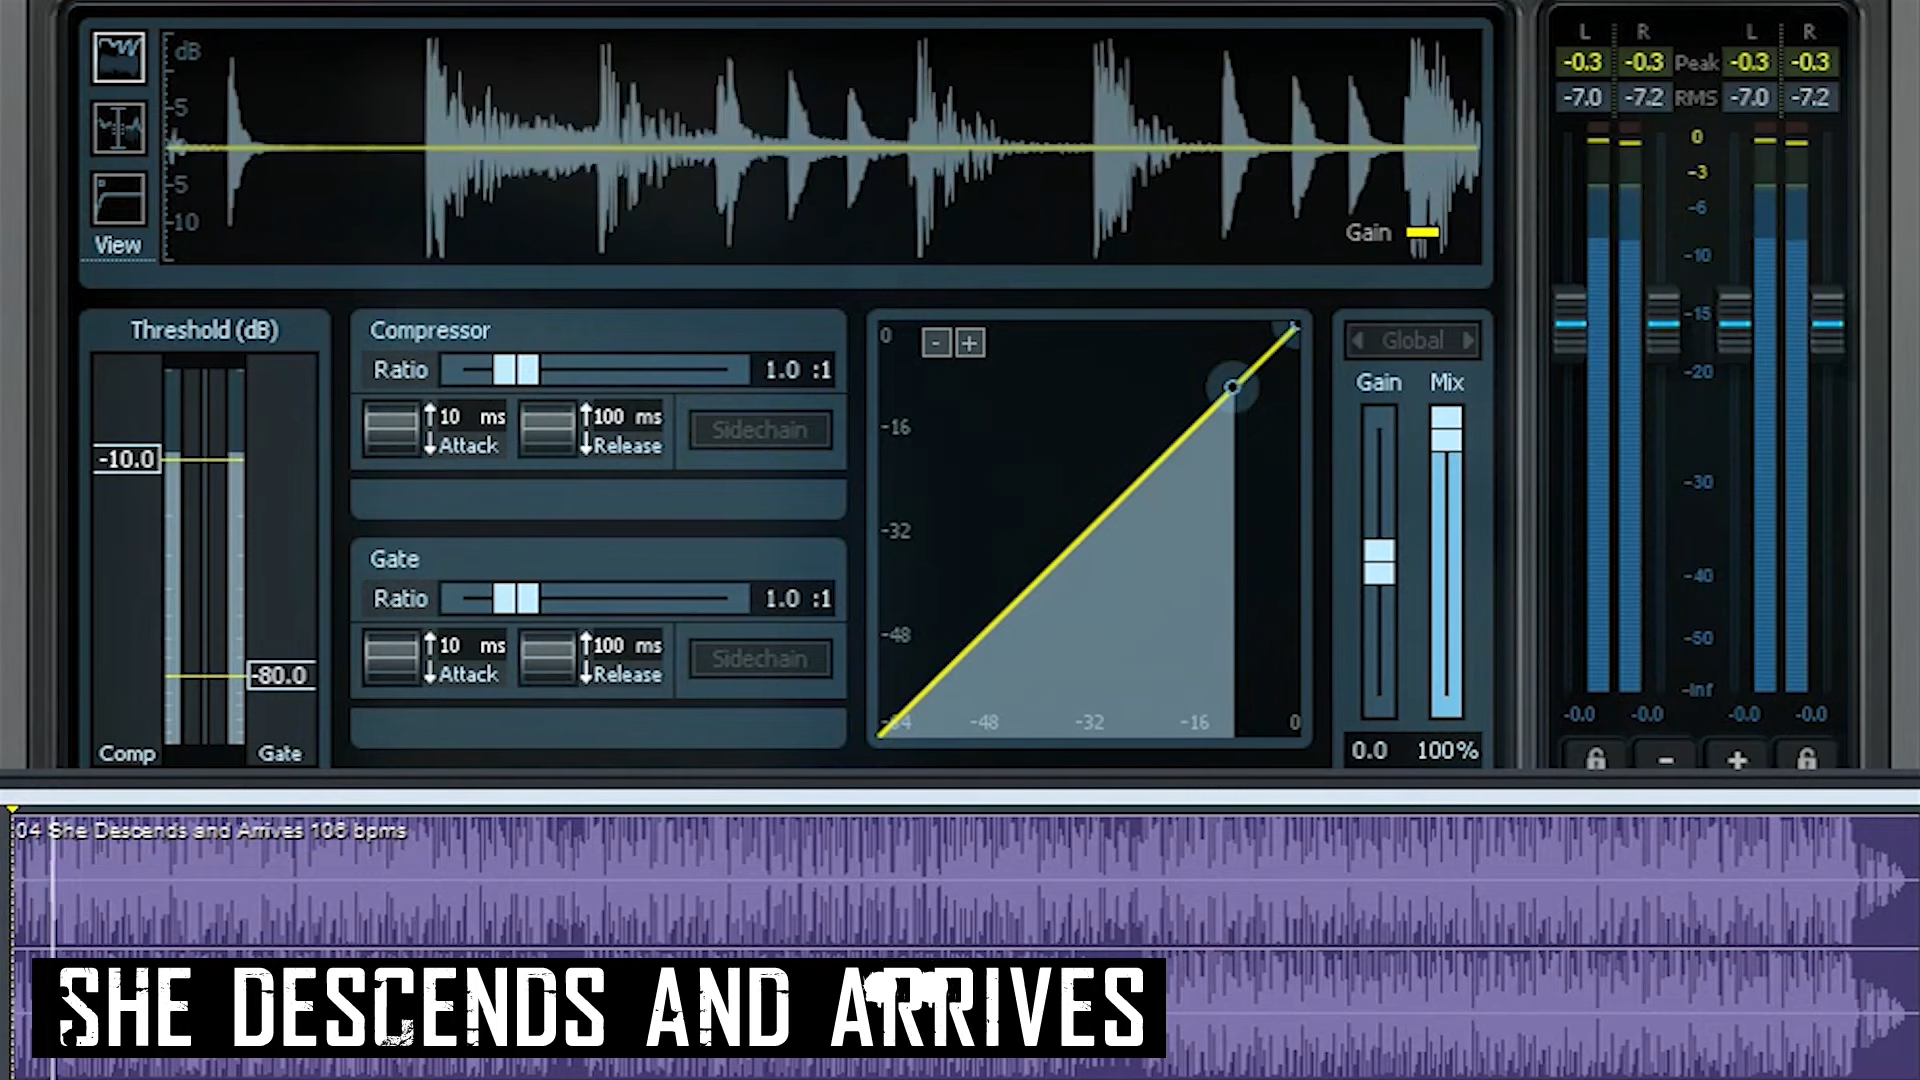 dB
-5
5
-10
View
Gain
L R L R
-0.3 -0.3 Peak -0.3 -0.3
-7.0 -7.2 RMS -7.0 -7.2
0
-3
-6
-10
-15
-20
-30
-40
-50
-inf
-0.0 -0.0 -0.0 -0.0
- +
Threshold (dB)
-10.0
-80.0
Comp Gate
Compressor
Ratio 1.0 :1
10 ms 100 ms Sidechain
Attack Release
Gate
Ratio 1.0 :1
10 ms 100 ms Sidechain
Attack Release
0 - +
-16
-32
-48
-64 -48 -32 -16 0
Global
Gain Mix
0.0 100%
04 She Descends and Arrives 106 bpms
SHE DESCENDS AND ARRIVES